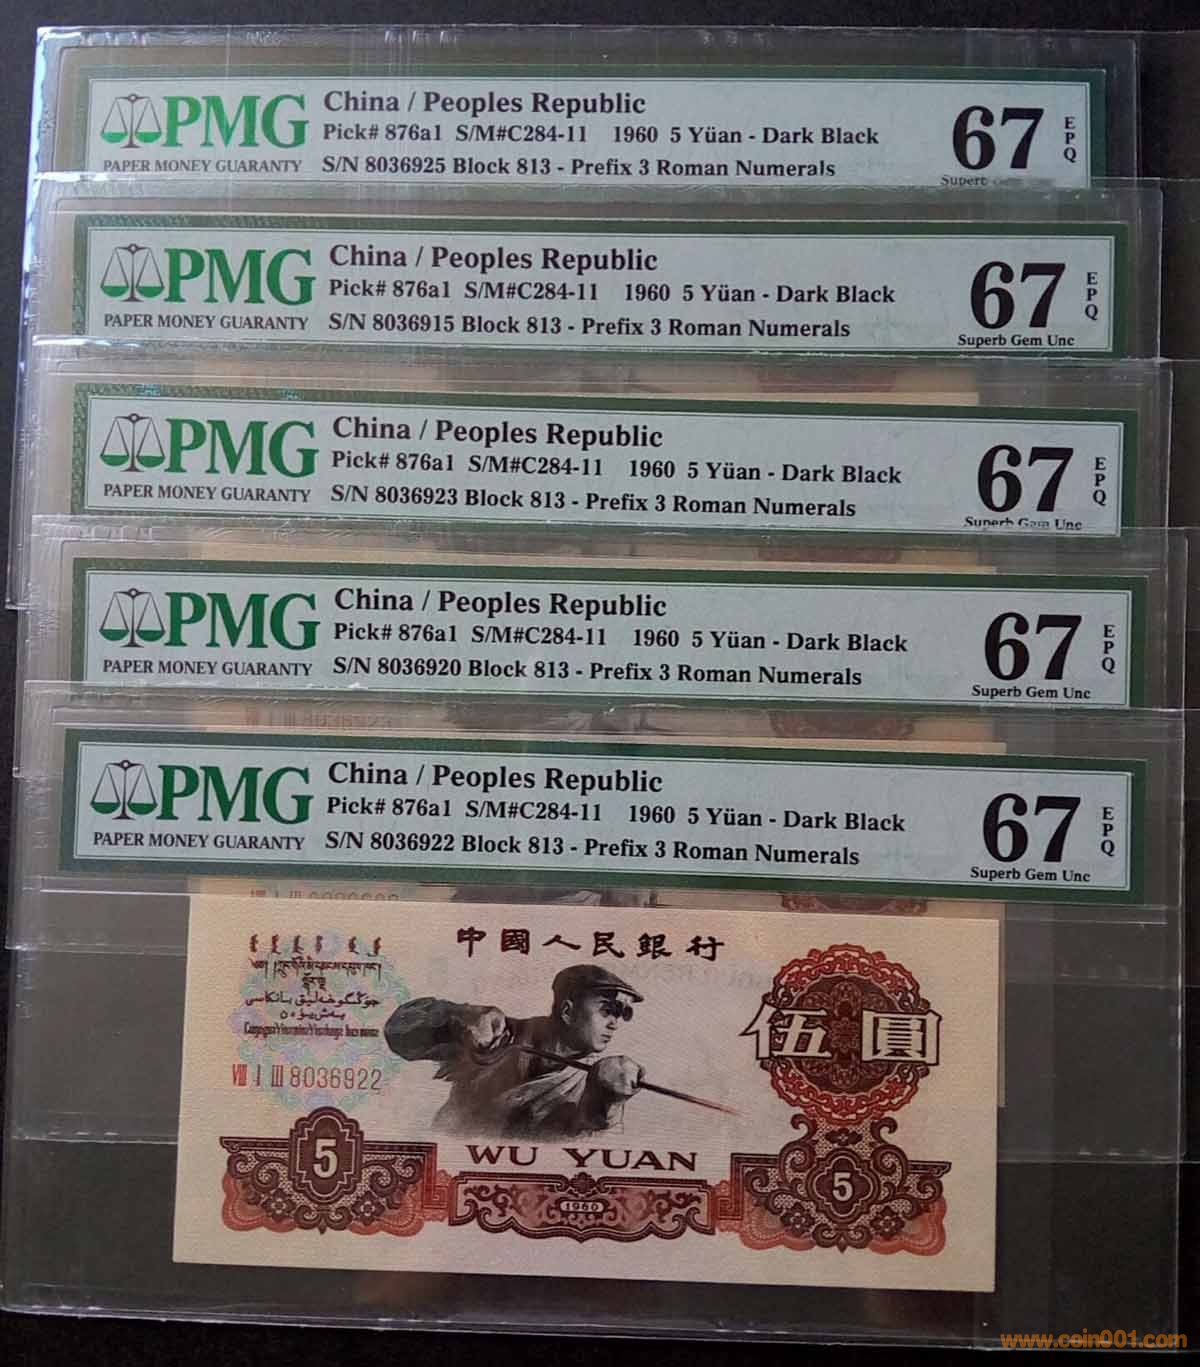 PMG
PAPER MONEY GUARANTY
China / Peoples Republic
Pick# 876a1 S/M#C284-11 1960 5 Yüan - Dark Black
S/N 8036925 Block 813 - Prefix 3 Roman Numerals
67
EPQ
Superb
PMG
PAPER MONEY GUARANTY
China / Peoples Republic
Pick# 876a1 S/M#C284-11 1960 5 Yüan - Dark Black
S/N 8036915 Block 813 - Prefix 3 Roman Numerals
67
EPQ
Superb Gem Unc
PMG
PAPER MONEY GUARANTY
China / Peoples Republic
Pick# 876a1 S/M#C284-11 1960 5 Yüan - Dark Black
S/N 8036923 Block 813 - Prefix 3 Roman Numerals
67
EPQ
Superb Gem Unc
PMG
PAPER MONEY GUARANTY
China / Peoples Republic
Pick# 876a1 S/M#C284-11 1960 5 Yüan - Dark Black
S/N 8036920 Block 813 - Prefix 3 Roman Numerals
67
EPQ
Superb Gem Unc
PMG
PAPER MONEY GUARANTY
China / Peoples Republic
Pick# 876a1 S/M#C284-11 1960 5 Yüan - Dark Black
S/N 8036922 Block 813 - Prefix 3 Roman Numerals
67
EPQ
Superb Gem Unc
中國人民銀行
伍圓
VIII I III 8036922
5
WU YUAN
1960
5
www.coin001.com